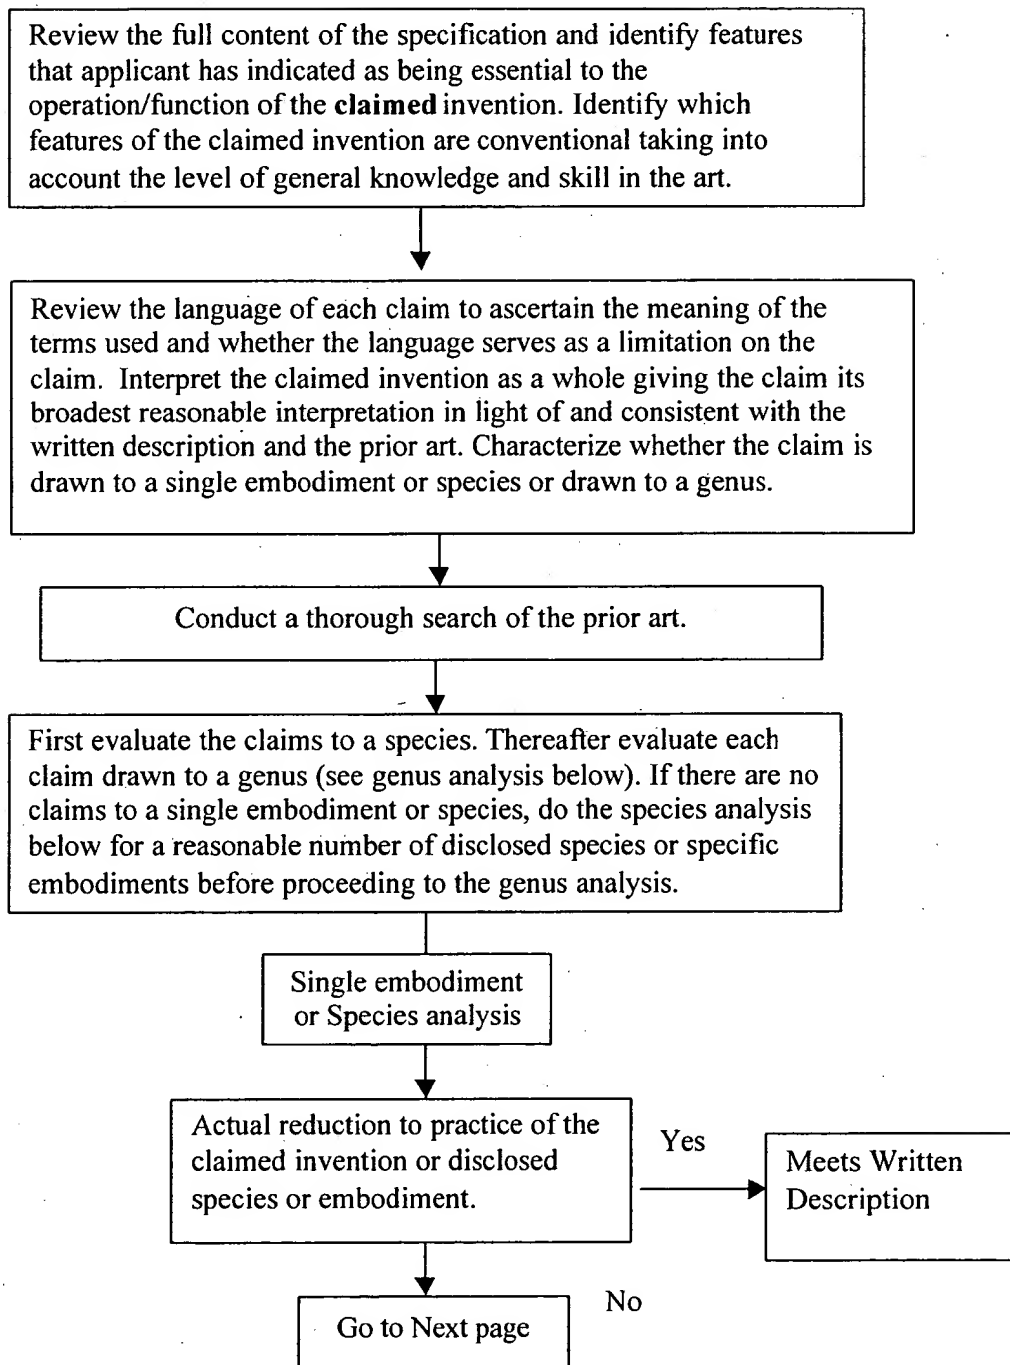 Review the full content of the specification and identify features
that applicant has indicated as being essential to the
operation/function of the claimed invention. Identify which
features of the claimed invention are conventional taking into
account the level of general knowledge and skill in the art.
Review the language of each claim to ascertain the meaning of the
terms used and whether the language serves as a limitation on the
claim. Interpret the claimed invention as a whole giving the claim its
broadest reasonable interpretation in light of and consistent with the
written description and the prior art. Characterize whether the claim is
drawn to a single embodiment or species or drawn to a genus.
Conduct a thorough search of the prior art.
First evaluate the claims to a species. Thereafter evaluate each
claim drawn to a genus (see genus analysis below). If there are no
claims to a single embodiment or species, do the species analysis
below for a reasonable number of disclosed species or specific
embodiments before proceeding to the genus analysis.
Single embodiment
or Species analysis
Actual reduction to practice of the
claimed invention or disclosed
species or embodiment.
Yes
Meets Written
Description
No
Go to Next page